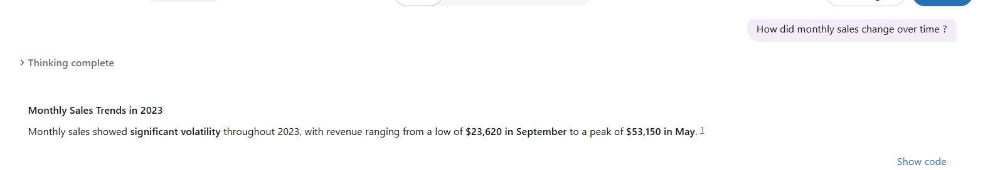 How did monthly sales change over time ?
Thinking complete
Monthly Sales Trends in 2023
Monthly sales showed significant volatility throughout 2023, with revenue ranging from a low of $23,620 in September to a peak of $53,150 in May. 1
Show code